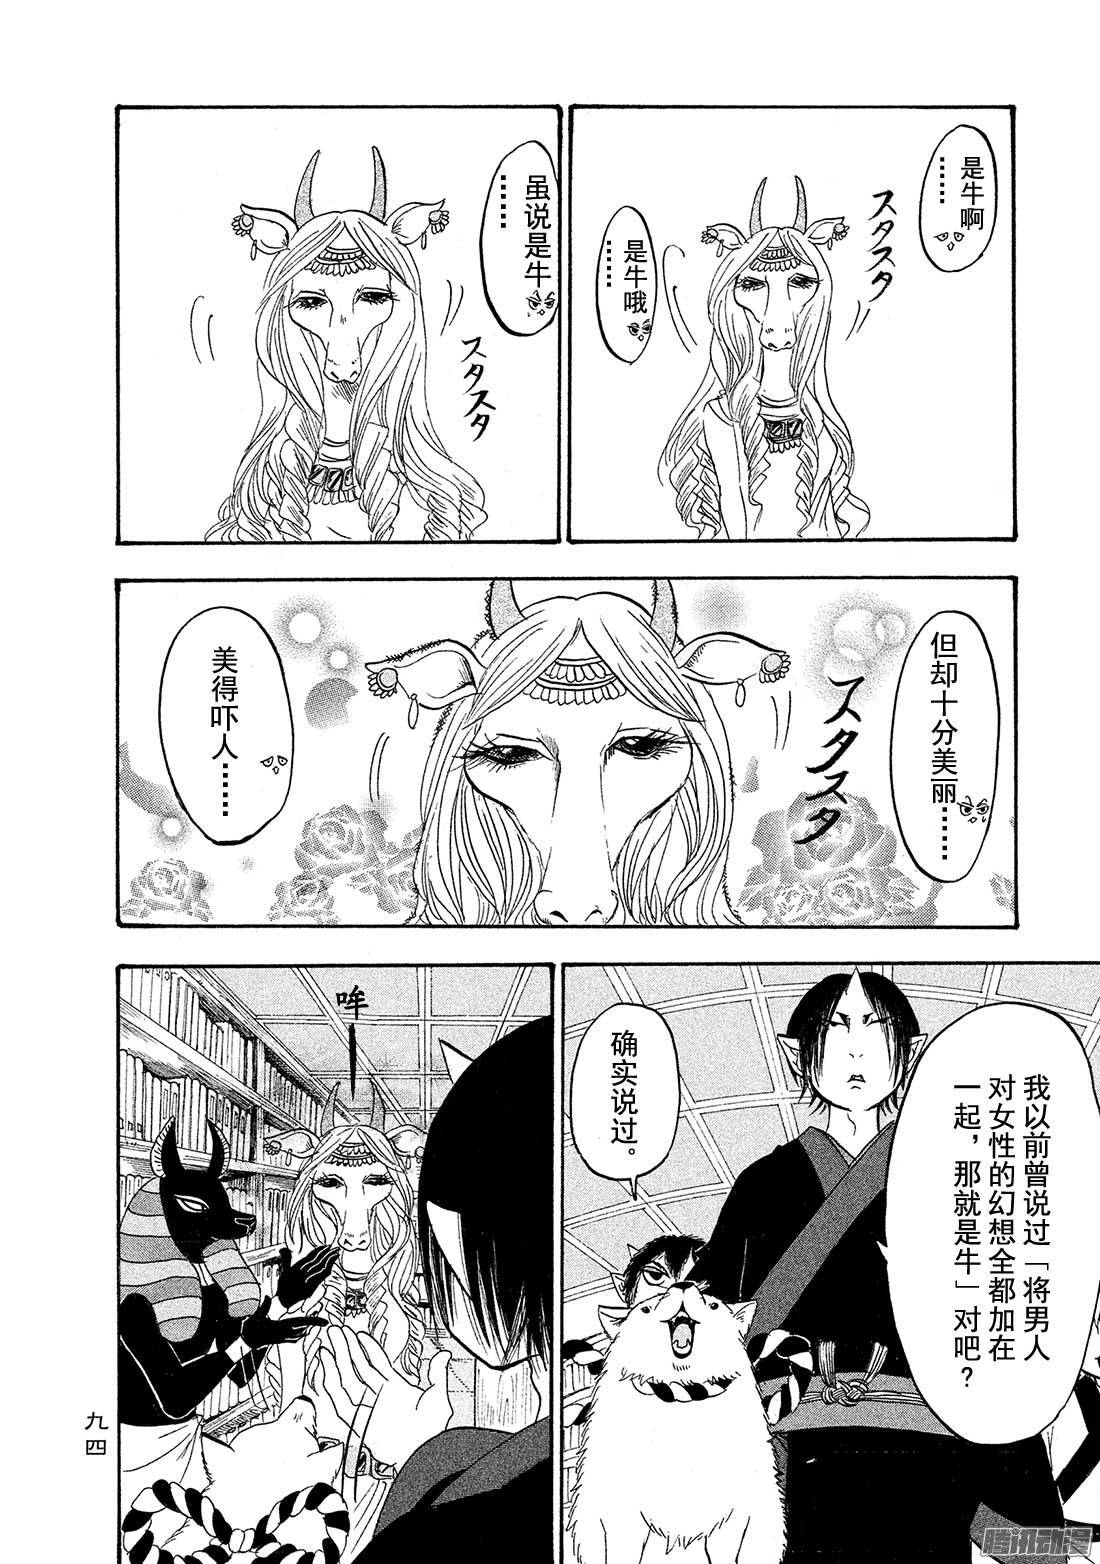 是牛啊
……
スタスタ
是牛哦
……
虽说是牛
……
スタスタ
但却十分美丽……
スタスタ
美得吓人……
我以前曾说过「将男人
对女性的幻想全都加在
一起，那就是牛」对吧？
确实说过。
哞
九四
腾讯动漫